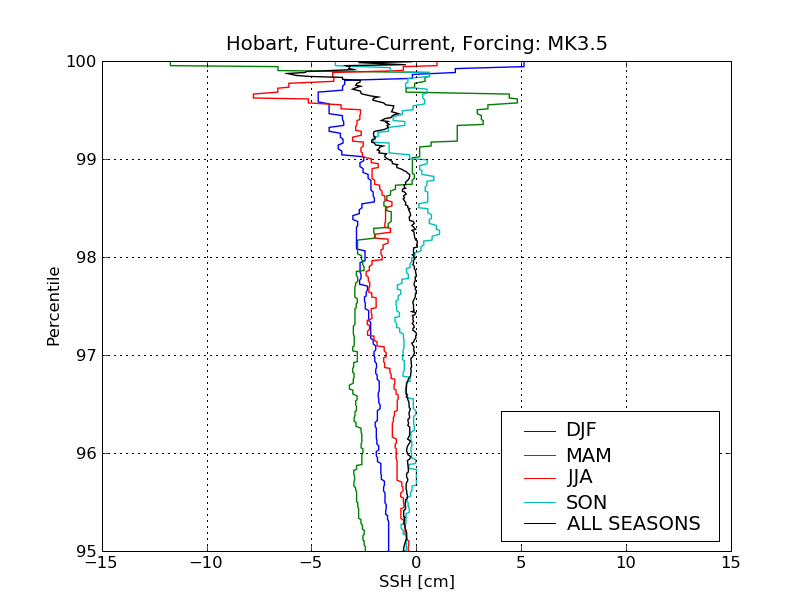 Hobart, Future-Current, Forcing: MK3.5
100
99
98
97
96
95
Percentile
−15
−10
−5
0
5
10
15
SSH [cm]
DJF
MAM
JJA
SON
ALL SEASONS